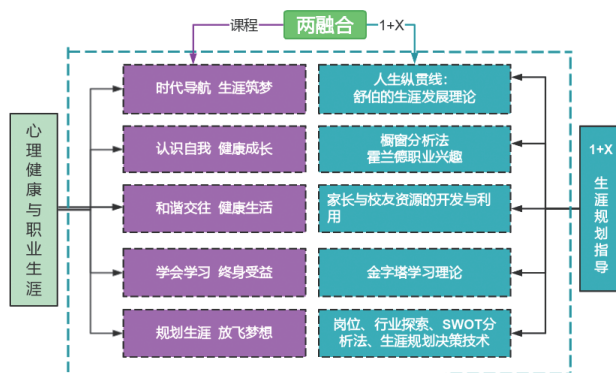 课程
两融合
1+X
时代导航 生涯筑梦
人生纵贯线：
舒伯的生涯发展理论
认识自我 健康成长
橱窗分析法
霍兰德职业兴趣
和谐交往 健康生活
家长与校友资源的开发与利
用
学会学习 终身受益
金字塔学习理论
规划生涯 放飞梦想
岗位、行业探索、SWOT分
析法、生涯规划决策技术
心理健康与职业生涯
1+X
生涯规划指导